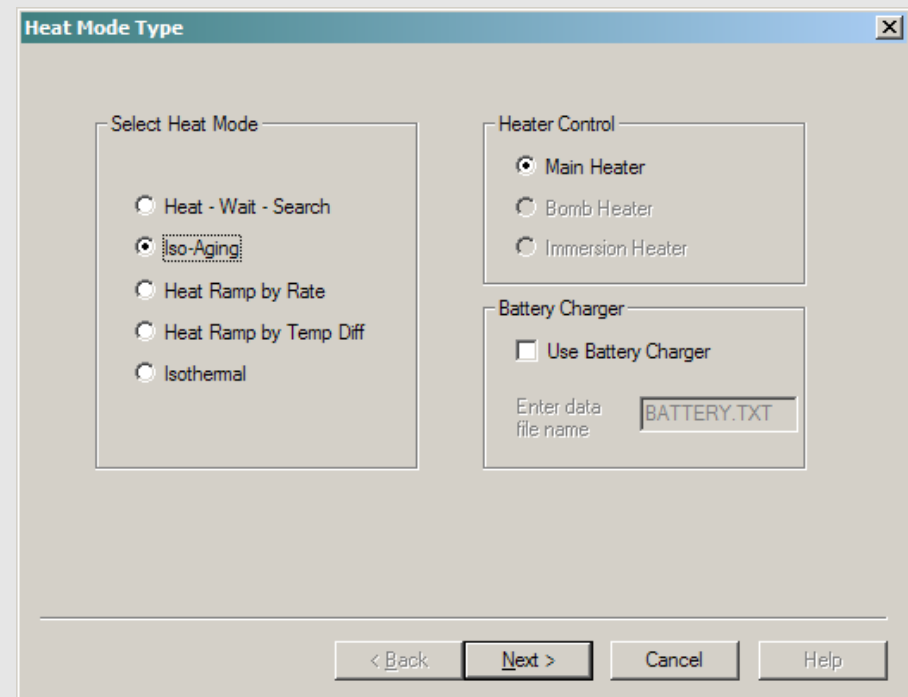 Heat Mode Type
Select Heat Mode
Heat - Wait - Search
Iso-Aging
Heat Ramp by Rate
Heat Ramp by Temp Diff
Isothermal
Heater Control
Main Heater
Bomb Heater
Immersion Heater
Battery Charger
Use Battery Charger
Enter data
file name
BATTERY.TXT
< Back
Next >
Cancel
Help